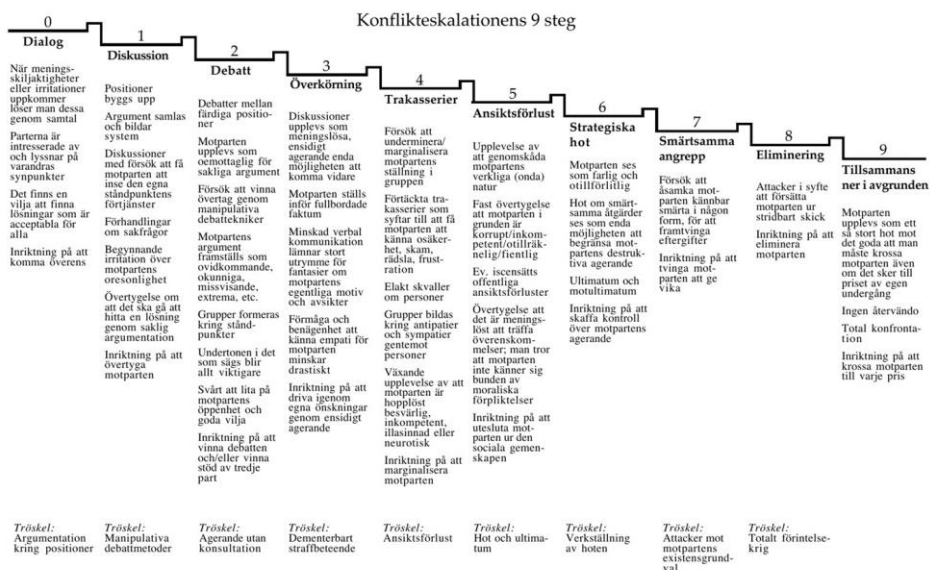 Konflikteskalationens 9 steg
0
Dialog
När menings-
skiljaktigheter
eller irritationer
uppkommer
löser man dessa
genom samtal
Parterna är
intresserade av
och lyssnar på
varandras
synpunkter
Det finns en
vilja att finna
lösningar som är
acceptabla för
alla
Inriktning på att
komma överens
Tröskel:
Argumentation
kring positioner
1
Diskussion
Positioner
byggs upp
Argument samlas
och bildar
system
Diskussioner
med försök att få
motparten att
inse den egna
ståndpunktens
förtjänster
Förhandlingar
om sakfrågor
Begynnande
irritation över
motpartens
oresonlighet
Övertygelse om
att det ska gå att
hitta en lösning
genom saklig
argumentation
Inriktning på att
övertyga
motparten
Tröskel:
Manipulativa
debattmetoder
2
Debatt
Debatter mellan
färdiga positio-
ner
Motparten
upplevs som
oemottaglig för
sakliga argument
Försök att vinna
övertag genom
manipulativa
debattekniker
Motpartens
argument
framställs som
ovidkommande,
okunniga,
missvisande,
extrema, etc.
Grupper formeras
kring stånd-
punkter
Undertonen i det
som sägs blir
allt viktigare
Svårt att lita på
motpartens
öppenhet och
goda vilja
Inriktning på att
vinna debatten
och/eller vinna
stöd av tredje
part
Tröskel:
Agerande utan
konsultation
3
Överkörning
Diskussioner
upplevs som
meningslösa,
ensidigt
agerande enda
möjligheten att
komma vidare
Motparten ställs
inför fullbordade
faktum
Minskad verbal
kommunikation
lämnar stort
utrymme för
fantasier om
motpartens
egentliga motiv
och avsikter
Förmåga och
benägenhet att
känna empati för
motparten
minskar
drastiskt
Inriktning på att
driva igenom
egna önskningar
genom ensidigt
agerande
Tröskel:
Dementerbart
straffbeteende
4
Trakasserier
Försök att
underminera/
marginalisera
motpartens
ställning i
gruppen
Förtäckta tra-
kasserier som
syftar till att få
motparten att
känna osäker-
het, skam,
rädsla, frust-
ration
Elakt skvaller
om personer
Grupper bildas
kring antipatier
och sympatier
gentemot
personer
Växande
upplevelse av att
motparten är
hopplöst
besvärlig,
inkompetent,
illasinnad eller
neurotisk
Inriktning på att
marginalisera
motparten
Tröskel:
Ansiktsförlust
5
Ansiktsförlust
Upplevelse av
att genomskåda
motpartens
verkliga (onda)
natur
Fast övertygelse
att motparten i
grunden är
korrupt/inkom-
petent/otillräk-
nelig/fientlig
Ev. iscensätts
offentliga
ansiktsförluster
Övertygelse att
det är menings-
löst att träffa
överenskom-
melser; man tror
att motparten
inte känner sig
bunden av
moraliska
förpliktelser
Inriktning på att
utesluta mot-
parten ur den
sociala gemen-
skapen
Tröskel:
Hot och ultima-
tum
6
Strategiska
hot
Motparten ses
som farlig och
otillförlitlig
Hot om smärt-
samma åtgärder
ses som enda
möjligheten att
begränsa mot-
partens destruk-
tiva agerande
Ultimatum och
motultimatum
Inriktning på att
skaffa kontroll
över motpartens
agerande
Tröskel:
Verkställning
av hoten
7
Smärtsamma
angrepp
Försök att
åsamka mot-
parten kännbar
smärta i någon
form, för att
framtvinga
eftergifter
Inriktning på att
tvinga mot-
parten att ge
vika
Tröskel:
Attacker mot
motpartens
existensgrund-
val
8
Eliminering
Attacker i syfte
att försätta
motparten ur
stridbart skick
Inriktning på att
eliminera
motparten
Tröskel:
Totalt förintelse-
krig
9
Tillsammans
ner i avgrunden
Motparten
upplevs som ett
så stort hot mot
det goda att man
måste krossa
motparten även
om det sker till
priset av egen
undergång
Ingen återvändo
Total konfronta-
tion
Inriktning på att
krossa motparten
till varje pris